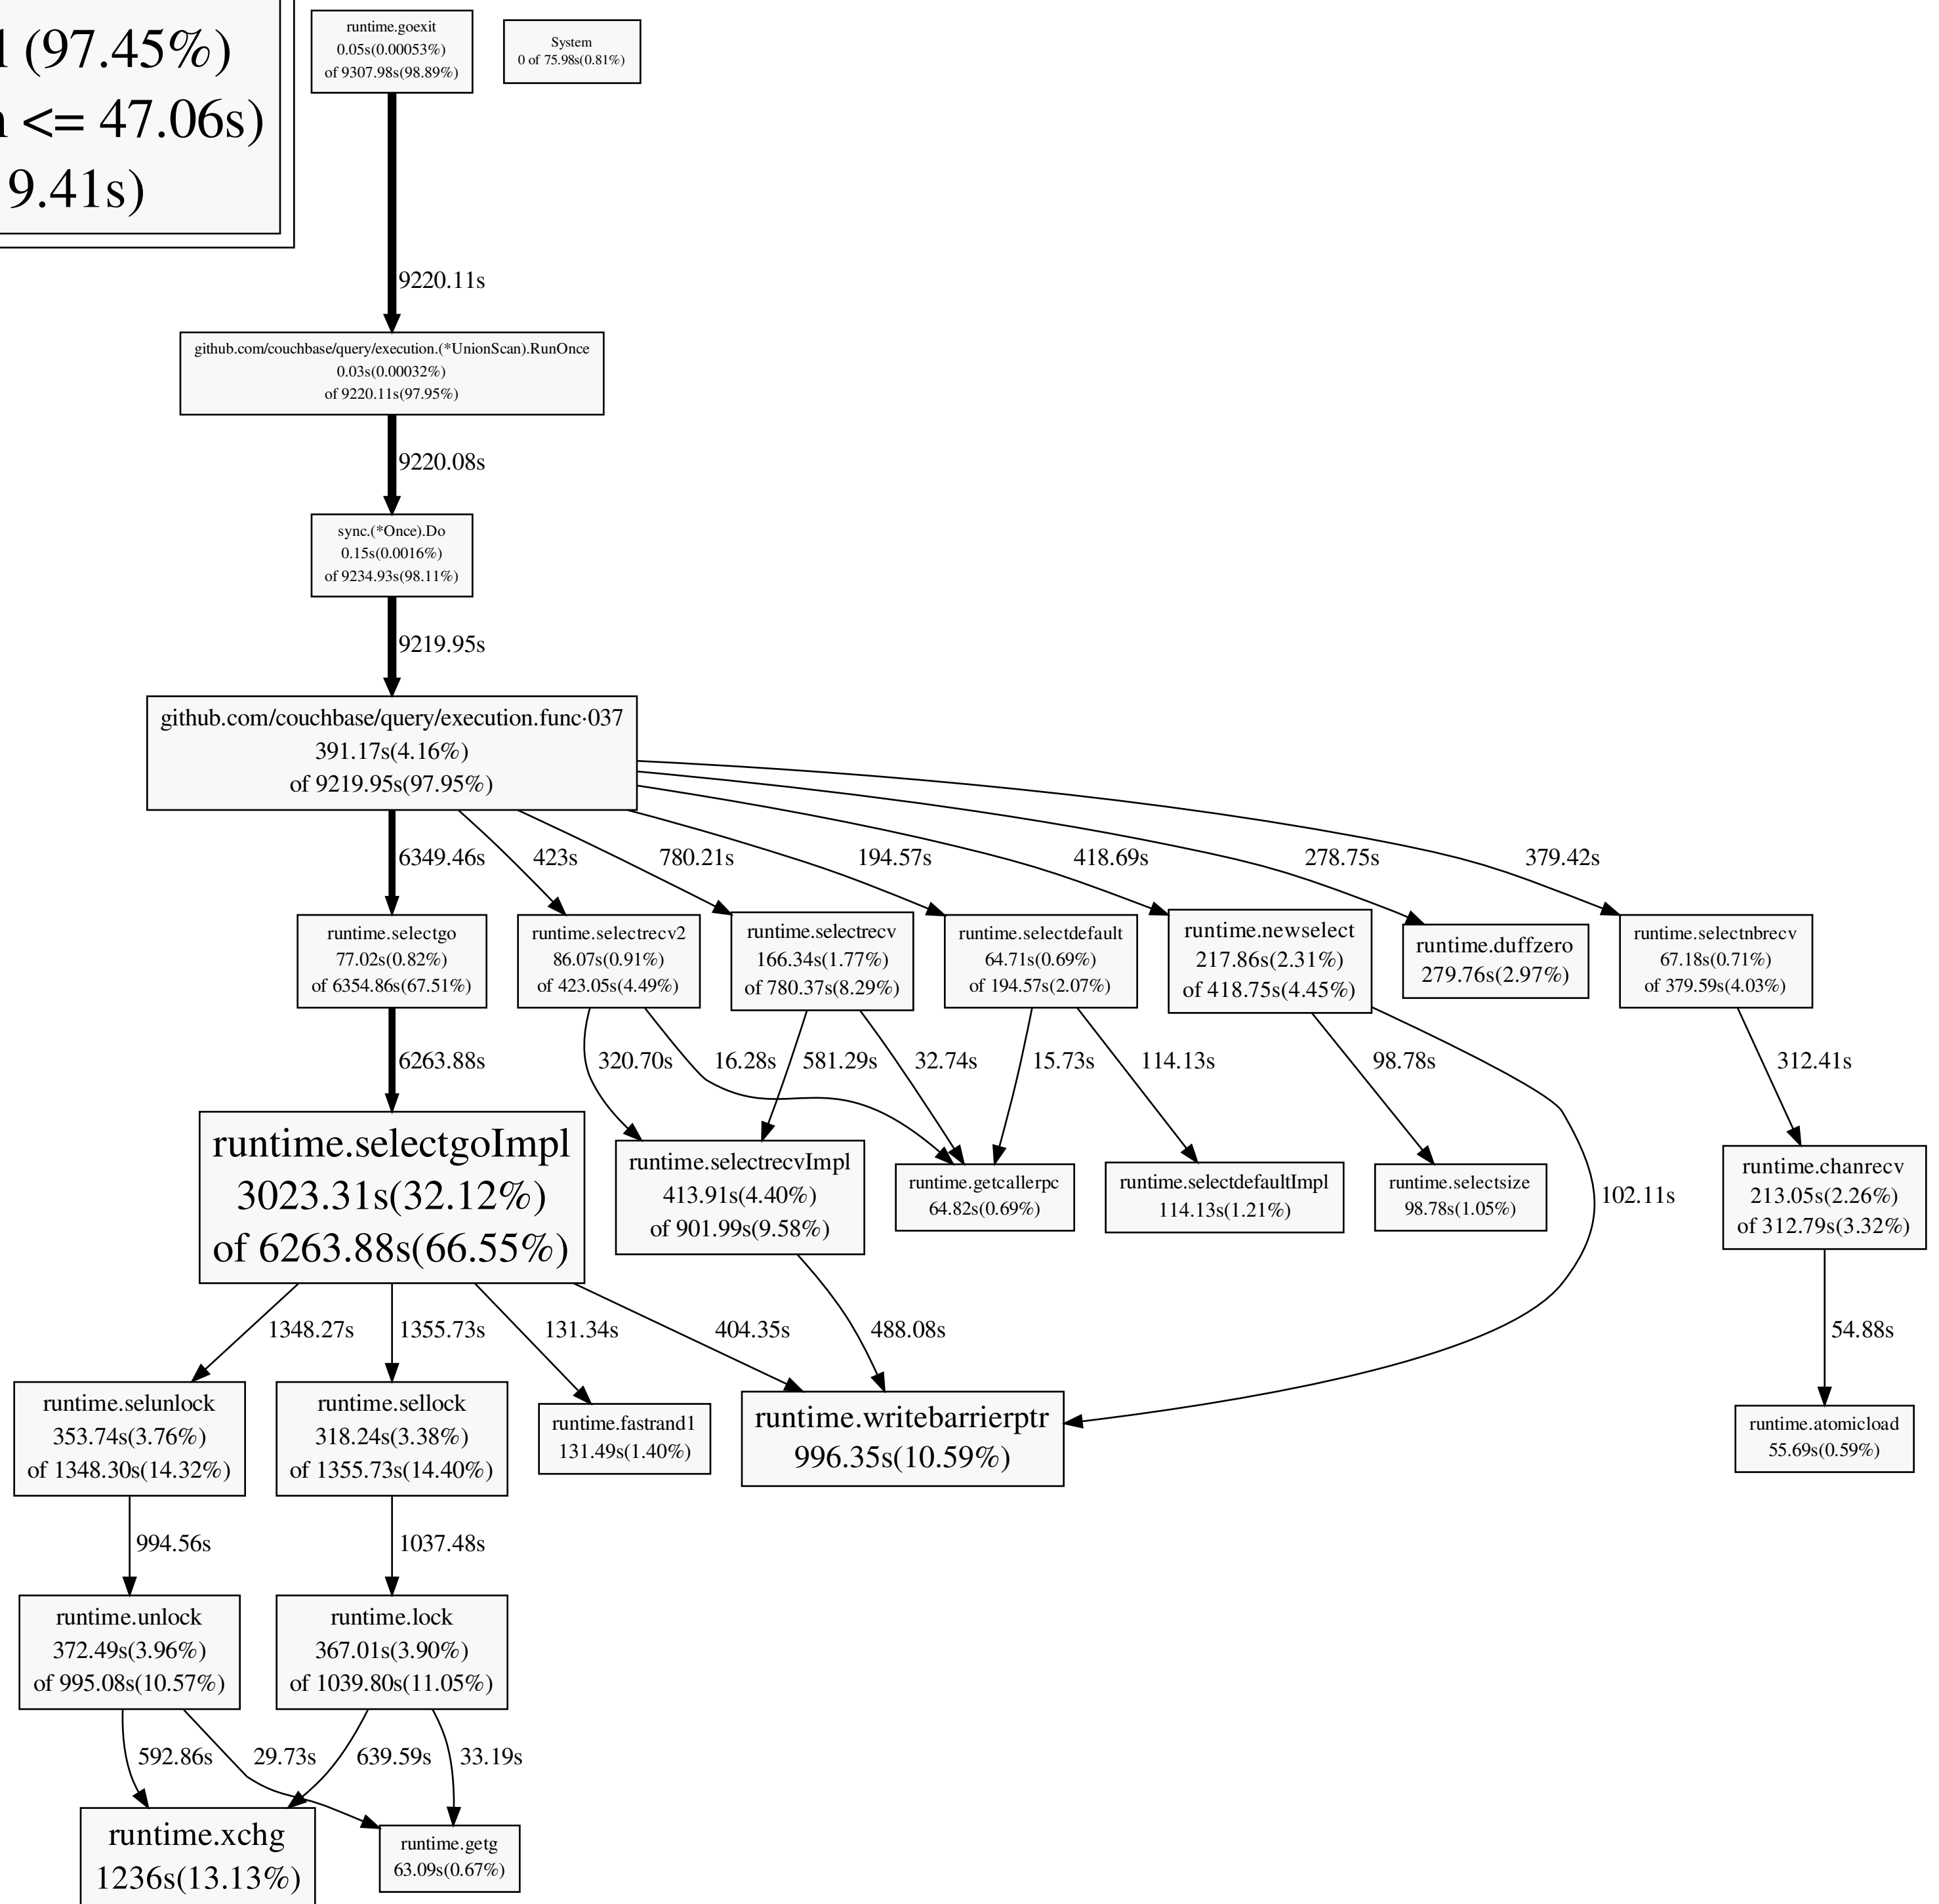 (97.45%)
<= 47.06s)
9.41s)
runtime.goexit
0.05s(0.00053%)
of 9307.98s(98.89%)
System
0 of 75.98s(0.81%)
9220.11s
github.com/couchbase/query/execution.(*UnionScan).RunOnce
0.03s(0.00032%)
of 9220.11s(97.95%)
9220.08s
sync.(*Once).Do
0.15s(0.0016%)
of 9234.93s(98.11%)
9219.95s
github.com/couchbase/query/execution.func·037
391.17s(4.16%)
of 9219.95s(97.95%)
6349.46s
423s
780.21s
194.57s
418.69s
278.75s
379.42s
runtime.selectgo
77.02s(0.82%)
of 6354.86s(67.51%)
runtime.selectrecv2
86.07s(0.91%)
of 423.05s(4.49%)
runtime.selectrecv
166.34s(1.77%)
of 780.37s(8.29%)
runtime.selectdefault
64.71s(0.69%)
of 194.57s(2.07%)
runtime.newselect
217.86s(2.31%)
of 418.75s(4.45%)
runtime.duffzero
279.76s(2.97%)
runtime.selectnbrecv
67.18s(0.71%)
of 379.59s(4.03%)
6263.88s
320.70s
16.28s
581.29s
32.74s
15.73s
114.13s
98.78s
102.11s
312.41s
runtime.selectgoImpl
3023.31s(32.12%)
of 6263.88s(66.55%)
runtime.selectrecvImpl
413.91s(4.40%)
of 901.99s(9.58%)
runtime.getcallerpc
64.82s(0.69%)
runtime.selectdefaultImpl
114.13s(1.21%)
runtime.selectsize
98.78s(1.05%)
runtime.chanrecv
213.05s(2.26%)
of 312.79s(3.32%)
1348.27s
1355.73s
131.34s
404.35s
488.08s
54.88s
runtime.selunlock
353.74s(3.76%)
of 1348.30s(14.32%)
runtime.sellock
318.24s(3.38%)
of 1355.73s(14.40%)
runtime.fastrand1
131.49s(1.40%)
runtime.writebarrierptr
996.35s(10.59%)
runtime.atomicload
55.69s(0.59%)
994.56s
1037.48s
runtime.unlock
372.49s(3.96%)
of 995.08s(10.57%)
runtime.lock
367.01s(3.90%)
of 1039.80s(11.05%)
592.86s
29.73s
639.59s
33.19s
runtime.xchg
1236s(13.13%)
runtime.getg
63.09s(0.67%)